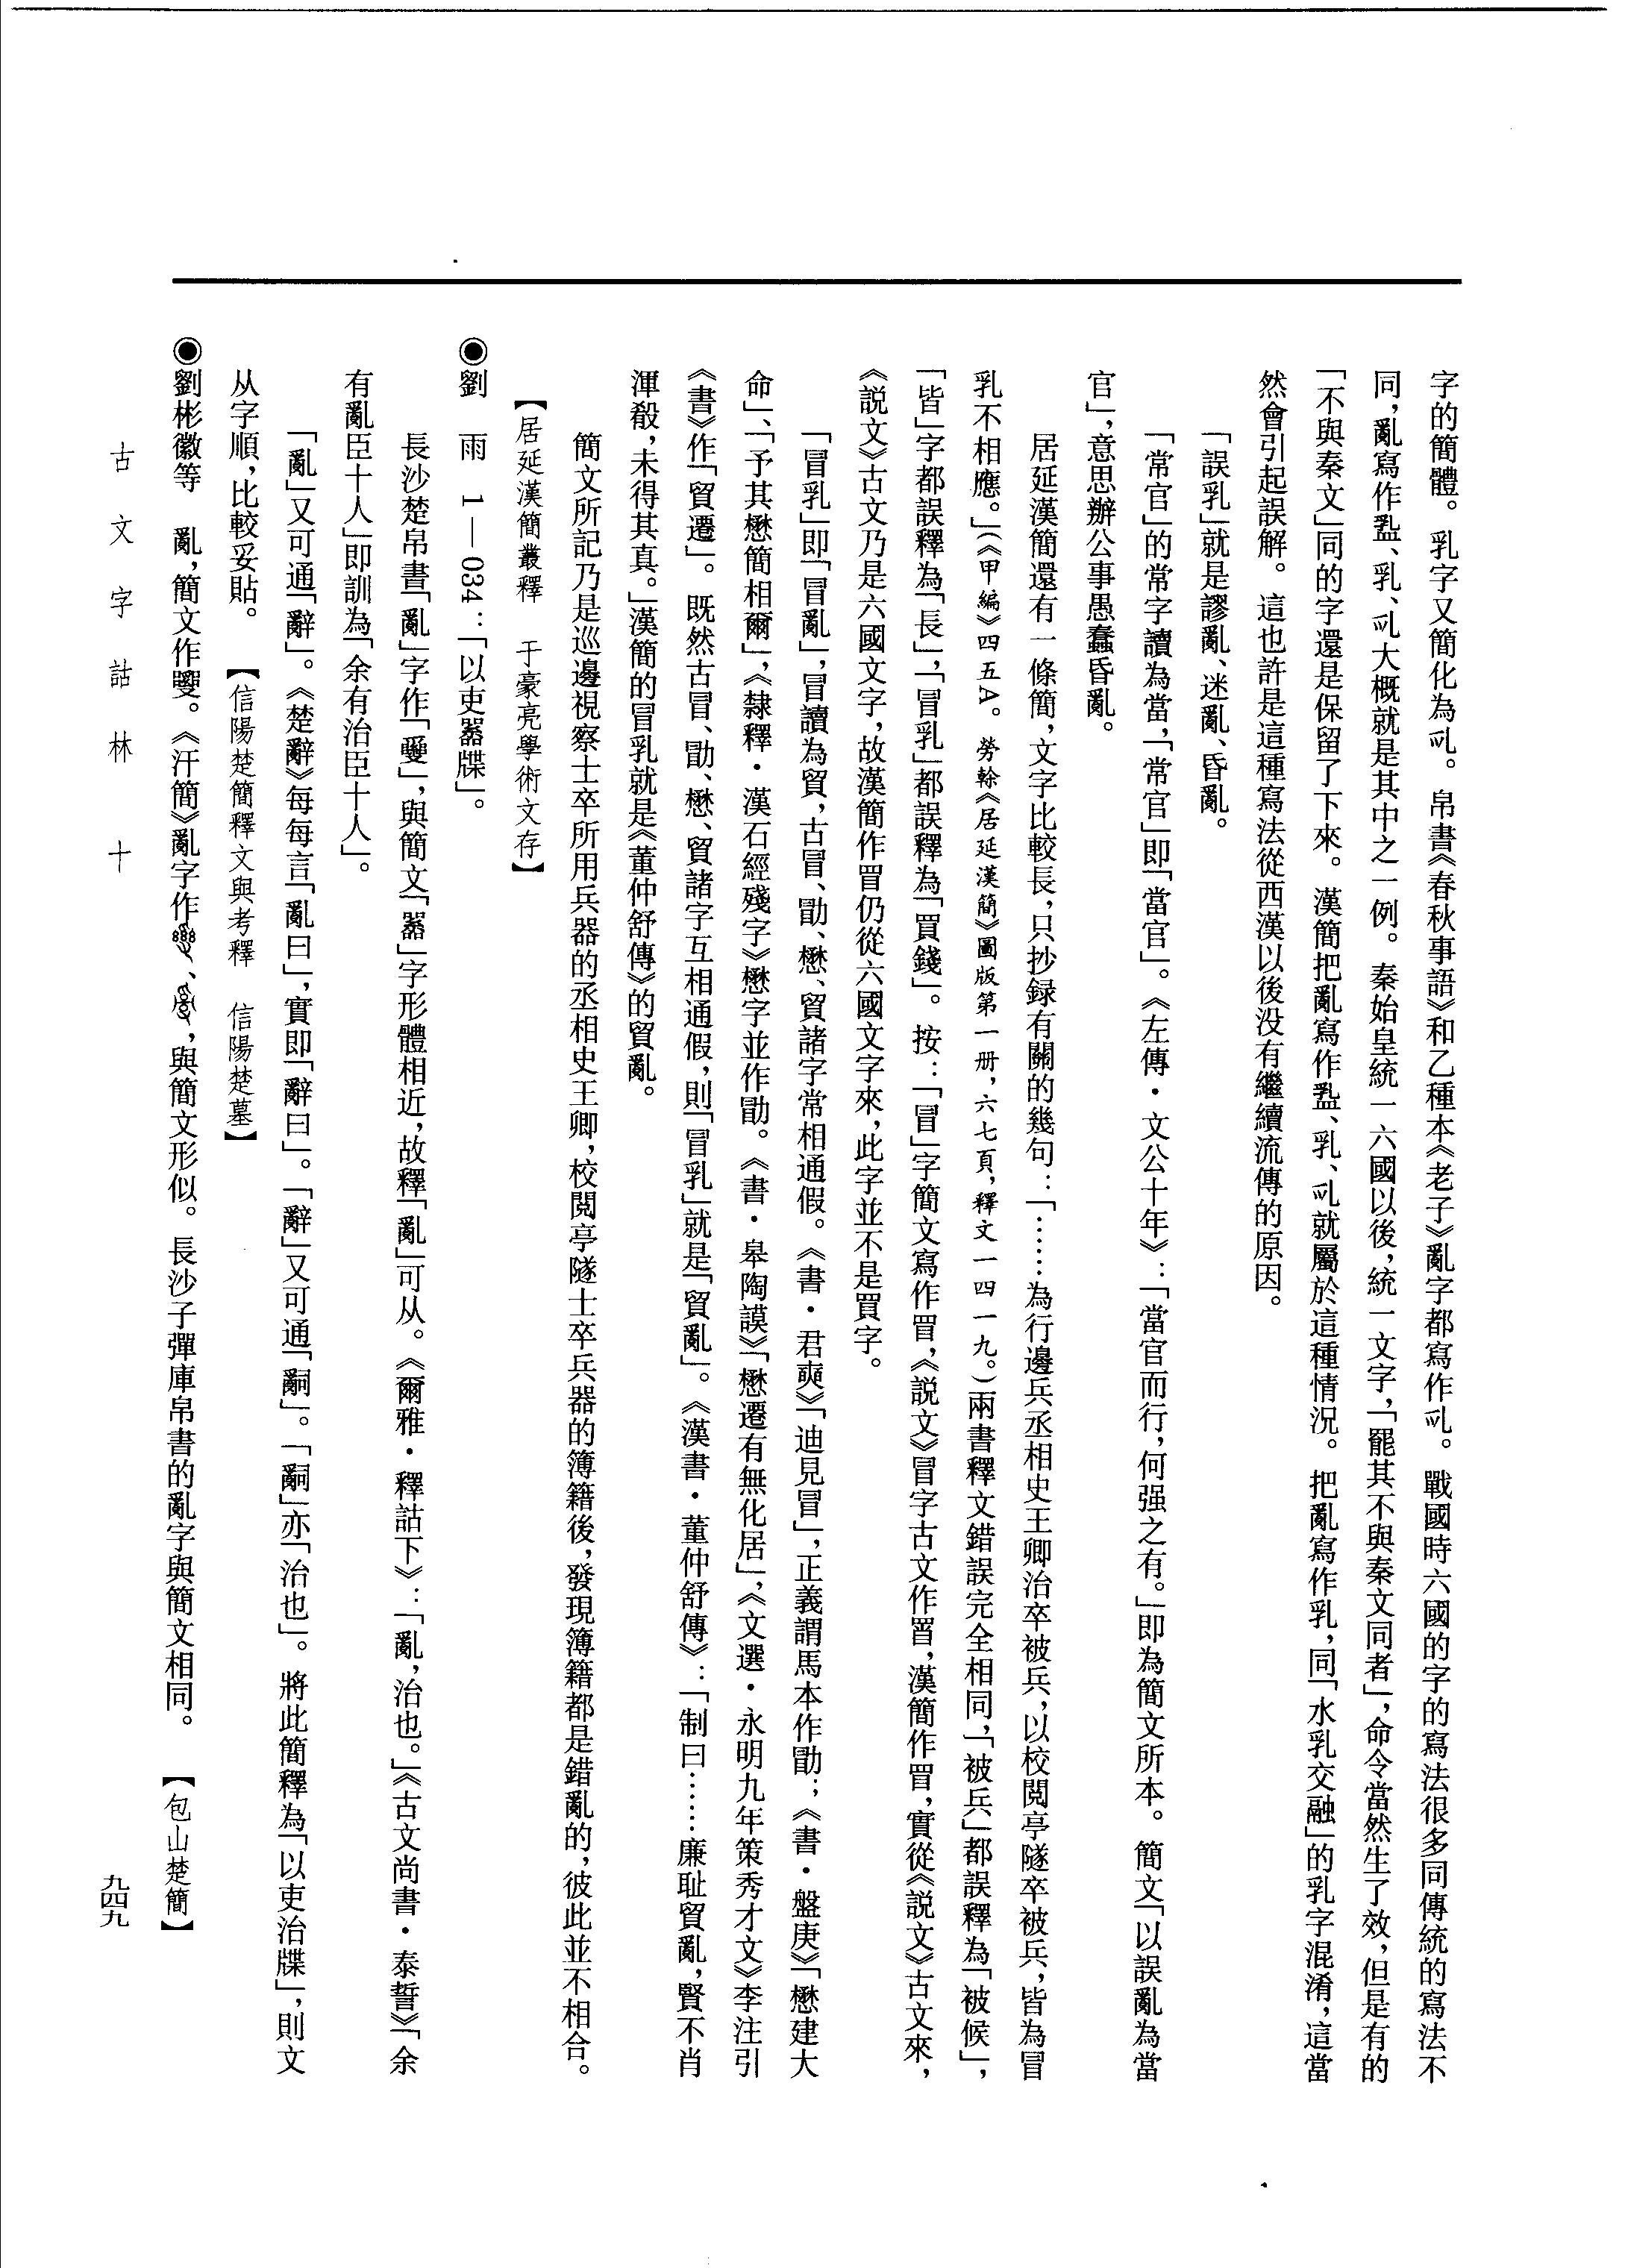 字的簡體。乳字又簡化為乨。帛書《春秋事語》和乙種本《老子》亂字都寫作。戰國時六國的字的寫法很多同傳統的寫法不
同，亂寫作、乳、大概就是其中之一例。秦始皇統一六國以後，統一文字，「罷其不與秦文同者」，命令當然生了效，但是有的
「不與秦文」同的字還是保留了下來。漢簡把亂寫作、乳、就屬於這種情況。把亂寫作乳，同「水乳交融」的乳字混淆，這當
然會引起誤解。這也許是這種寫法從西漢以後没有繼續流傳的原因。
「誤乳」就是謬亂、迷亂、昏亂。
「常官」的常字讀為當，「常官」即「當官」。《左傳·文公十年》：「當官而行，何强之有。」即為簡文所本。簡文「以誤亂為當
官」，意思辦公事愚蠢昏亂。
居延漢簡還有一條簡，文字比較長，只抄録有關的幾句：「……為行邊兵丞相史王卿治卒被兵，以校閲亭隧卒被兵，皆為冒
乳不相應。」（《甲編》四五A。勞榦《居延漢簡》圖版第一册，六七頁，釋文一四一九。）兩書釋文錯誤完全相同，「被兵」都誤釋為「被候」，
「皆」字都誤釋為「長」，「冒乳」都誤釋為「買錢」。按：「冒」字簡文寫作，《説文》冒字古文作，漢簡作，實從《説文》古文來，
《説文》古文乃是六國文字，故漢簡作仍從六國文字來，此字並不是買字。
「冒乳」即「冒亂」，冒讀為貿，古冒、勖、懋、貿諸字常相通假。《書·君奭》「迪見冒」，正義謂馬本作勖；《書·盤庚》「懋建大
命」、「予其懋簡相爾」，《隸釋·漢石經殘字》懋字並作勖。《書·皋陶謨》「懋遷有無化居」，《文選·永明九年策秀才文》李注引
《書》作「貿遷」。既然古冒、勖、懋、貿諸字互相通假，則「冒乳」就是「貿亂」。《漢書·董仲舒傳》：「制曰……廉耻貿亂，賢不肖
渾殽，未得其真。」漢簡的冒乳就是《董仲舒傳》的貿亂。
簡文所記乃是巡邊視察士卒所用兵器的丞相史王卿，校閲亭隧士卒兵器的簿籍後，發現簿籍都是錯亂的，彼此並不相合。
【居延漢簡叢釋　于豪亮學術文存】
◉劉　雨　1—034：「以吏牒」。
長沙楚帛書「亂」字作「」，與簡文「」字形體相近，故釋「亂」可从。《爾雅·釋詁下》：「亂，治也。」《古文尚書·泰誓》「余
有亂臣十人」即訓為「余有治臣十人」。
「亂」又可通「辭」。《楚辭》每每言「亂曰」，實即「辭曰」。「辭」又可通「嗣」。「嗣」亦「治也」。將此簡釋為「以吏治牒」，則文
从字順，比較妥貼。　【信陽楚簡釋文與考釋　信陽楚墓】
◉劉彬徽等　亂，簡文作。《汗簡》亂字作、，與簡文形似。長沙子彈庫帛書的亂字與簡文相同。　【包山楚簡】
古文字詁林　十
九四九